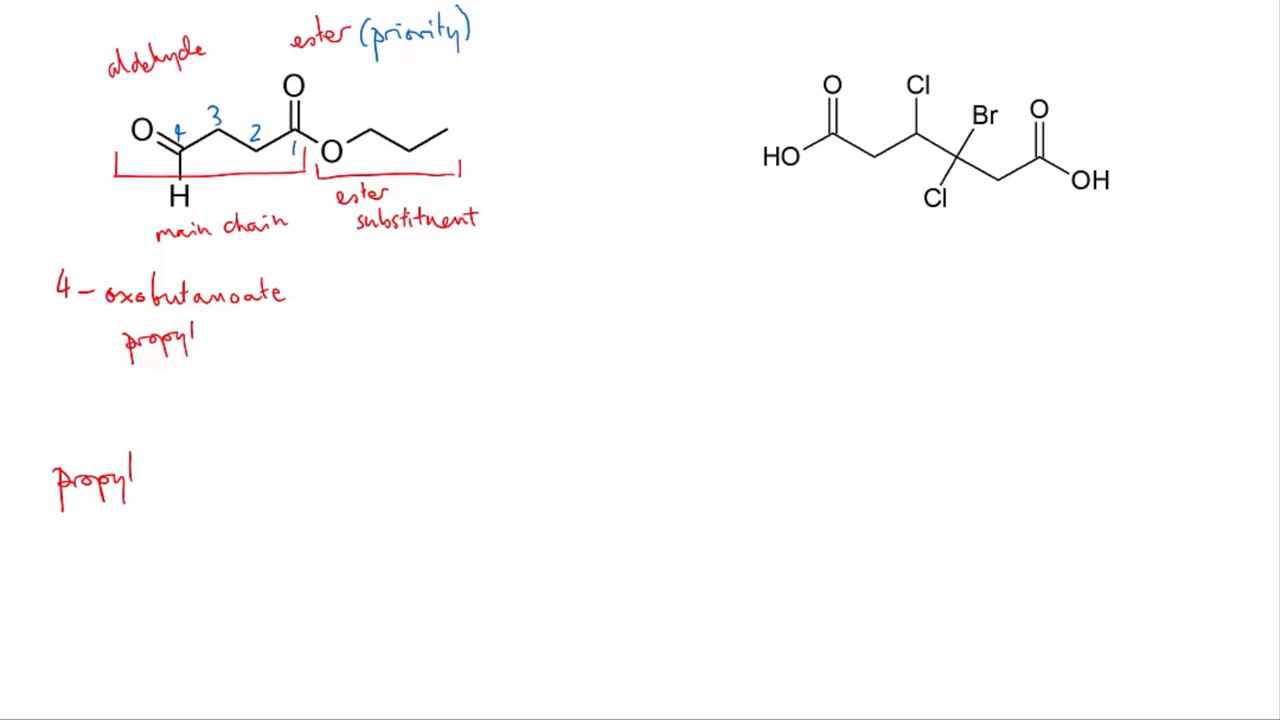 aldehyde ester (priority)
O O
4 3 2 1
O
H
main chain
ester
substituent
4-oxobutanoate
propyl
propyl
O Cl
Br O
HO
Cl OH